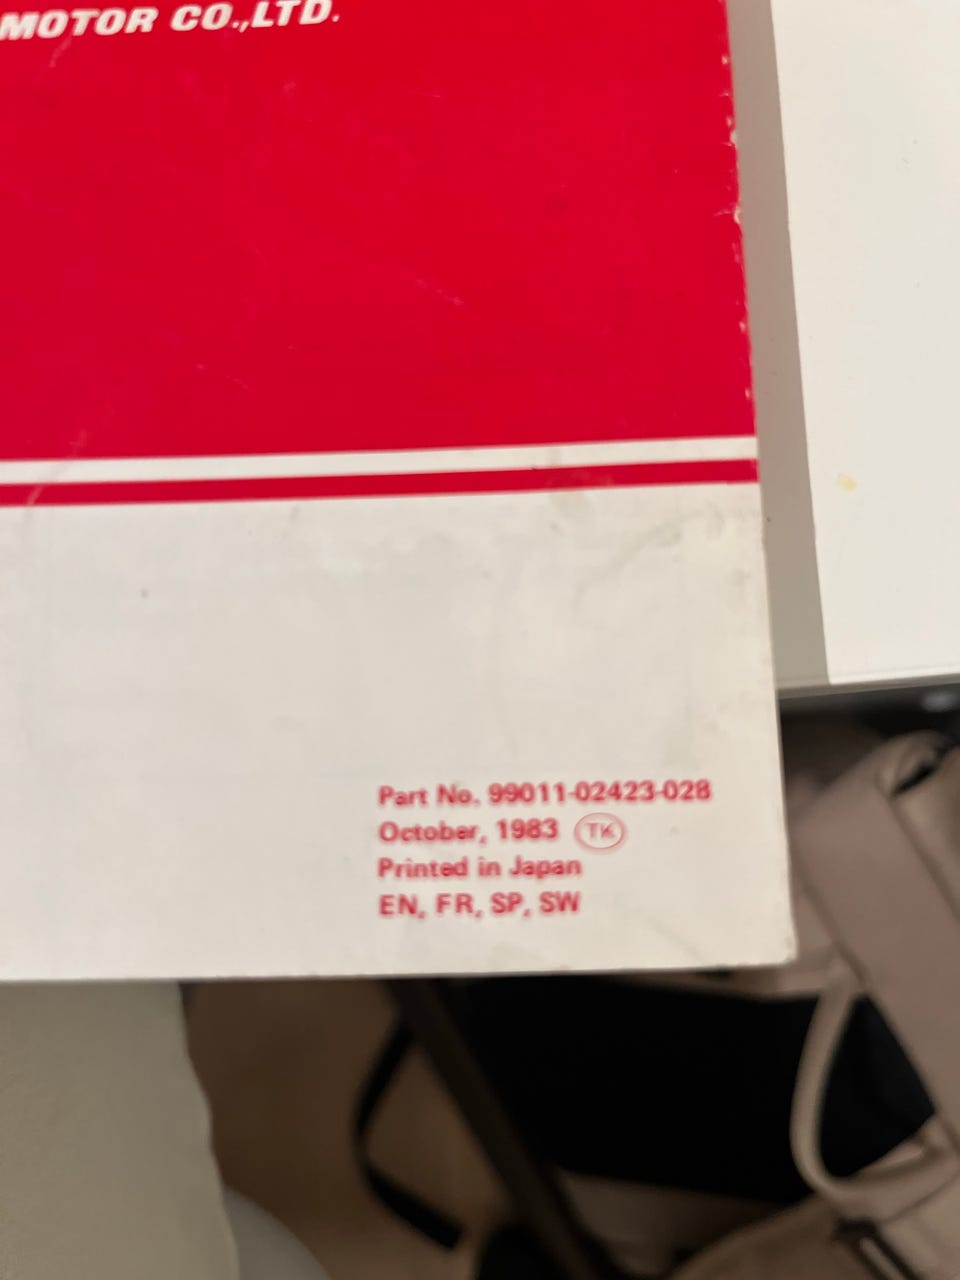 MOTOR CO.,LTD.
Part No. 99011-02423-028
October, 1983 TK
Printed in Japan
EN, FR, SP, SW